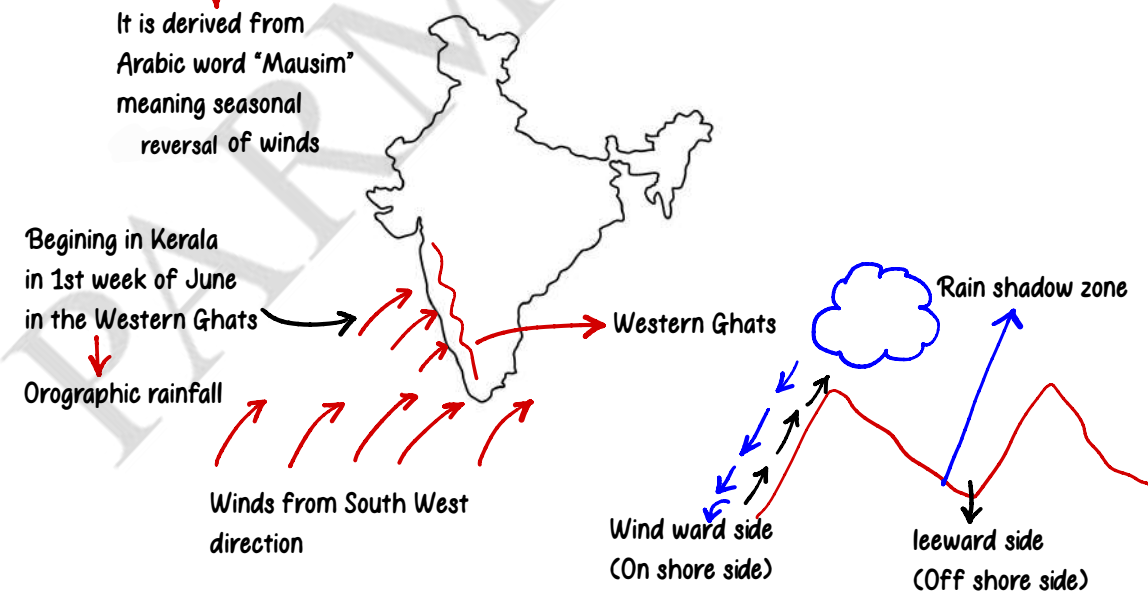 It is derived from
Arabic word “Mausim”
meaning seasonal
reversal of winds
Begining in Kerala
in 1st week of June
in the Western Ghats
Orographic rainfall
Western Ghats
Winds from South West
direction
Rain shadow zone
Wind ward side
(On shore side)
leeward side
(Off shore side)
PARM